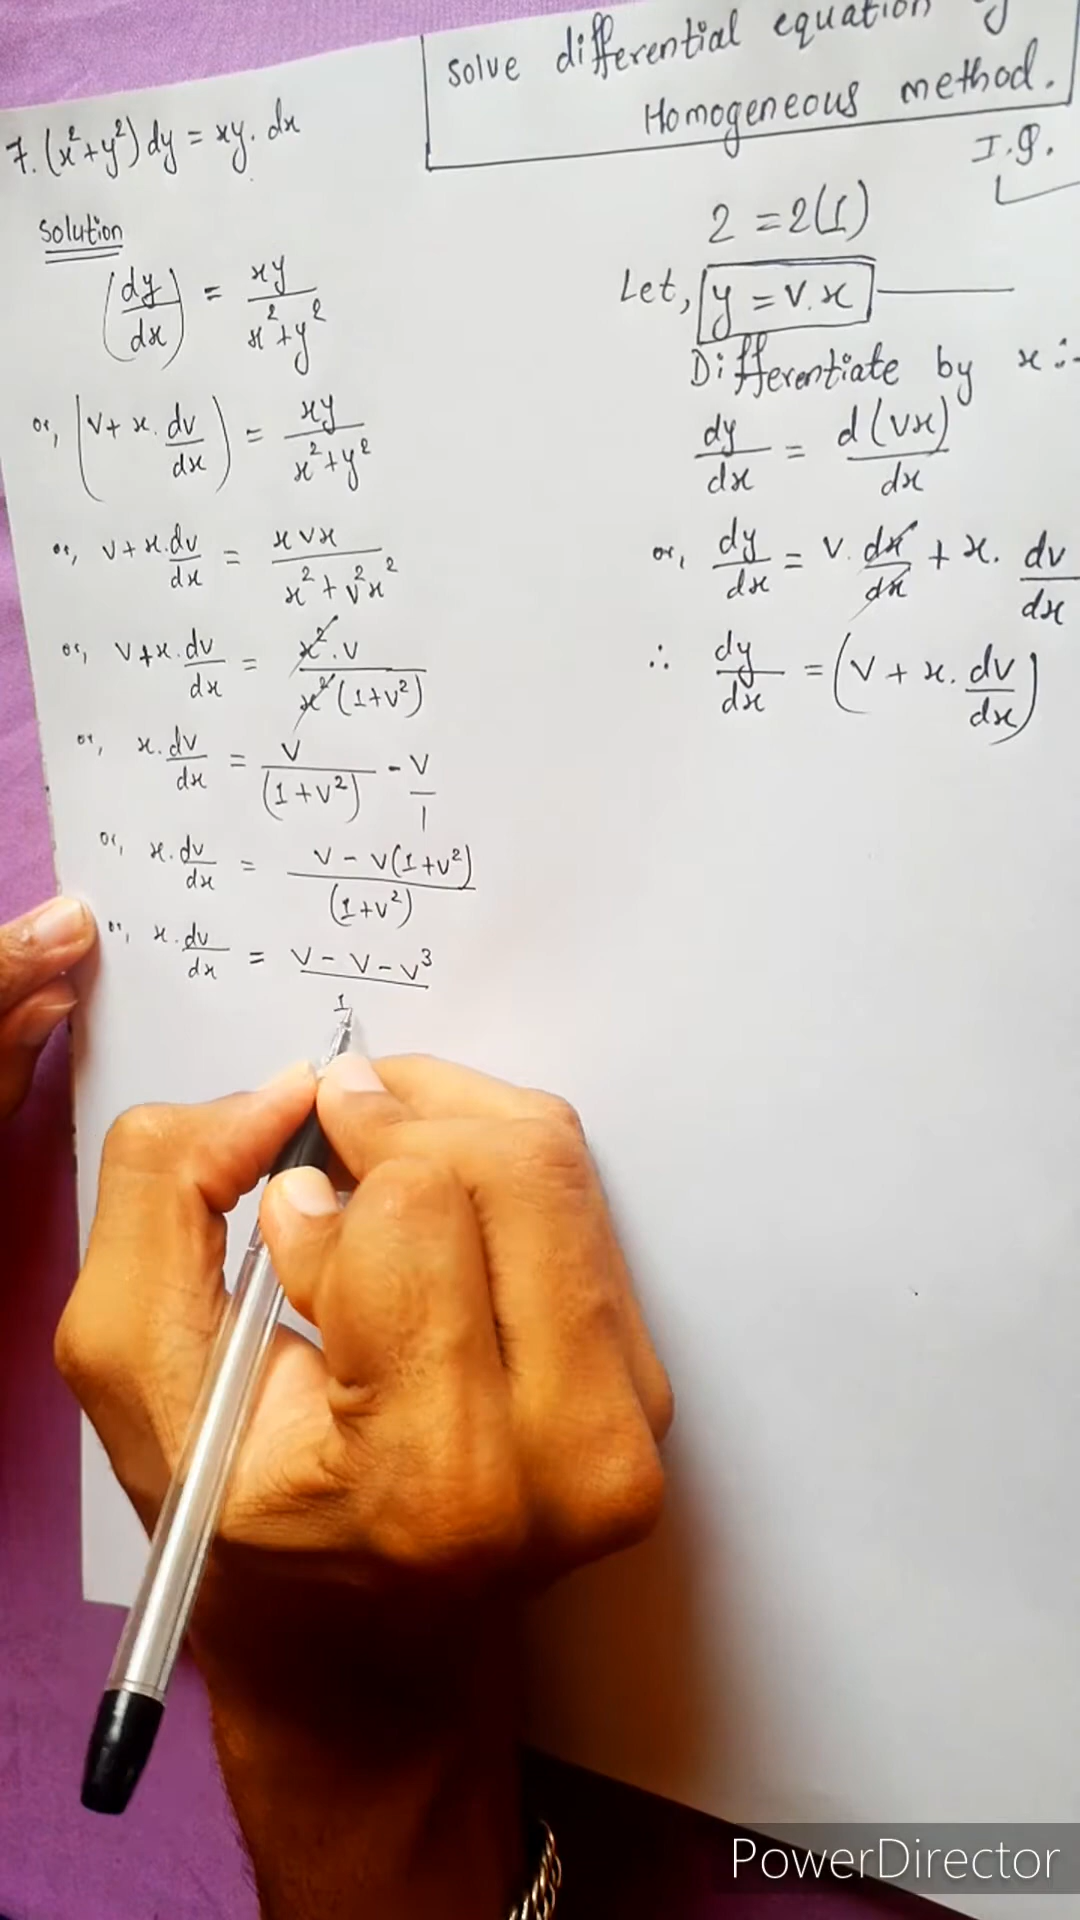 Solve differential equation
Homogeneous method.
I.P.
7. (x²+y²) dy = xy. dx
Solution
(dy/dx) = xy/(x²+y²)
or, (v + x. dv/dx) = xy/(x²+y²)
or, v + x. dv/dx = x v x/(x² + v²x²)
or, v + x. dv/dx = x². v/(x² (1+v²))
or, x. dv/dx = v/(1+v²) - v/1
or, x. dv/dx = (v - v(1+v²))/(1+v²)
or, x. dv/dx = (v - v - v³)/1
2 = 2(1)
Let, y = v.x
Differentiate by x :-
dy/dx = d(vx)/dx
or, dy/dx = v. dx/dx + x. dv/dx
∴ dy/dx = (v + x. dv/dx)
PowerDirector